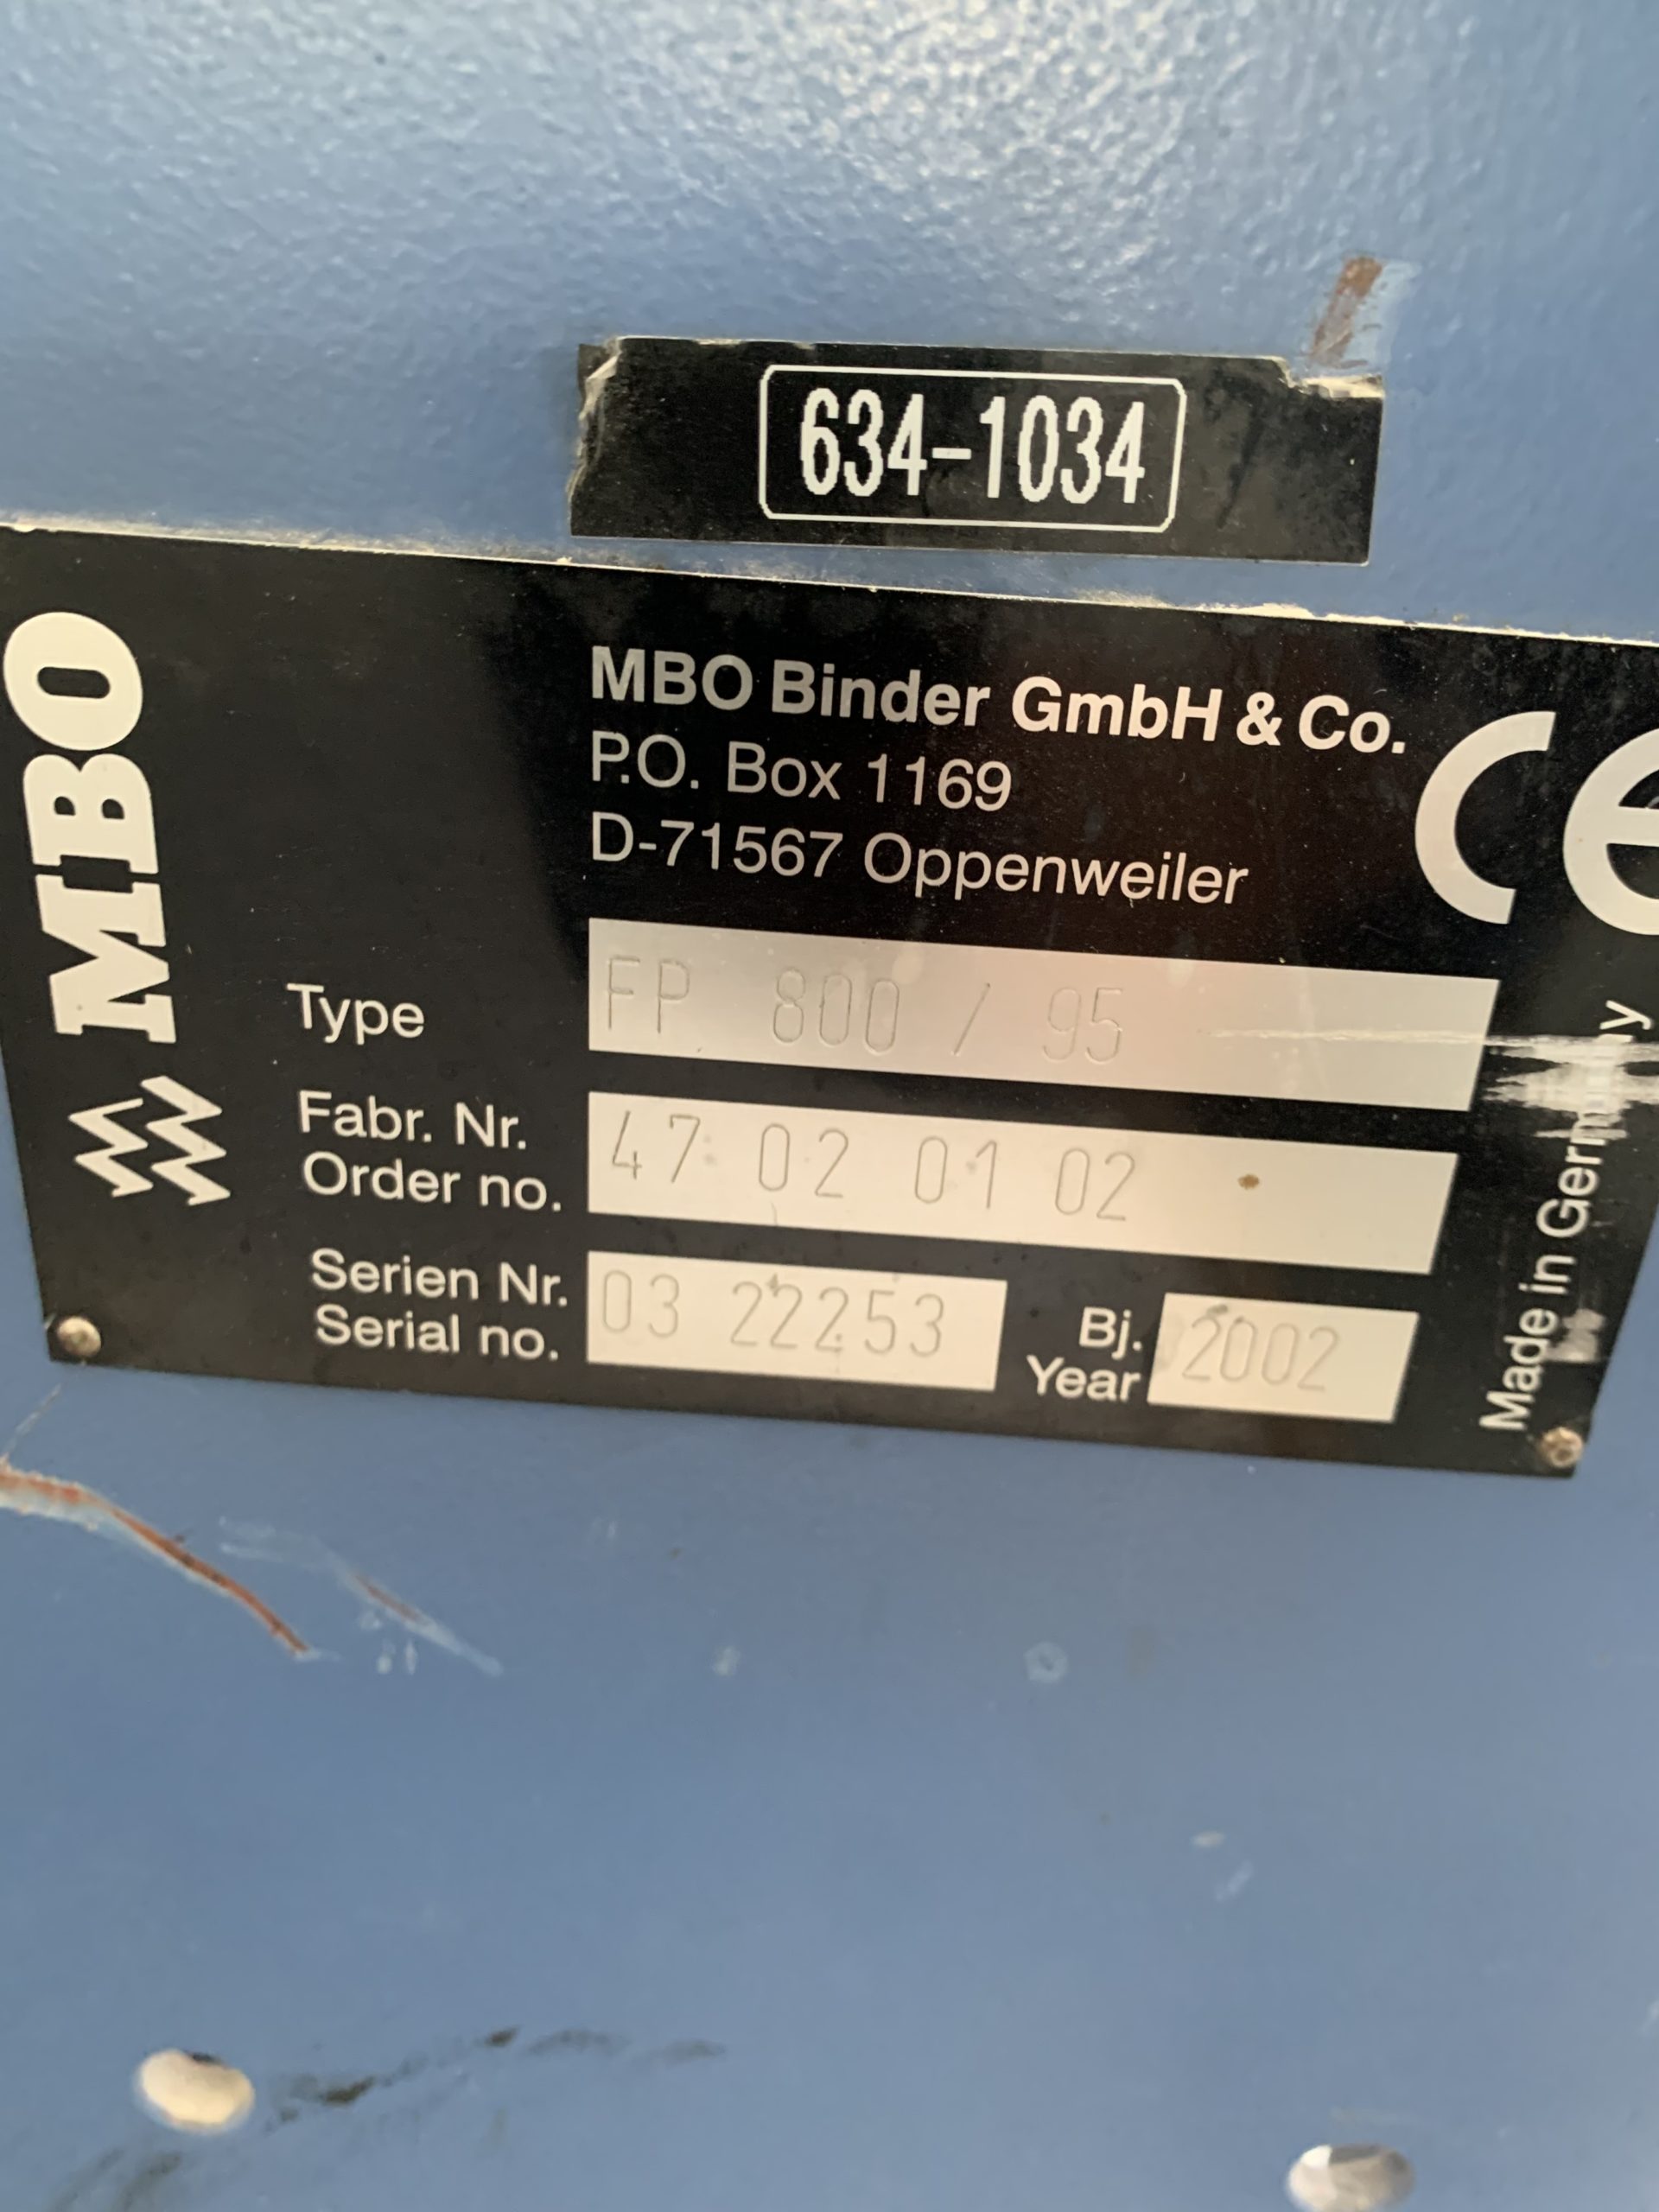 634-1034
MBO
MBO Binder GmbH & Co.
P.O. Box 1169
D-71567 Oppenweiler
CE
Type FP 800 / 95
Fabr. Nr.
Order no. 47 02 01 02
Serien Nr.
Serial no. 03 22253
Bj.
Year 2002
Made in Germany